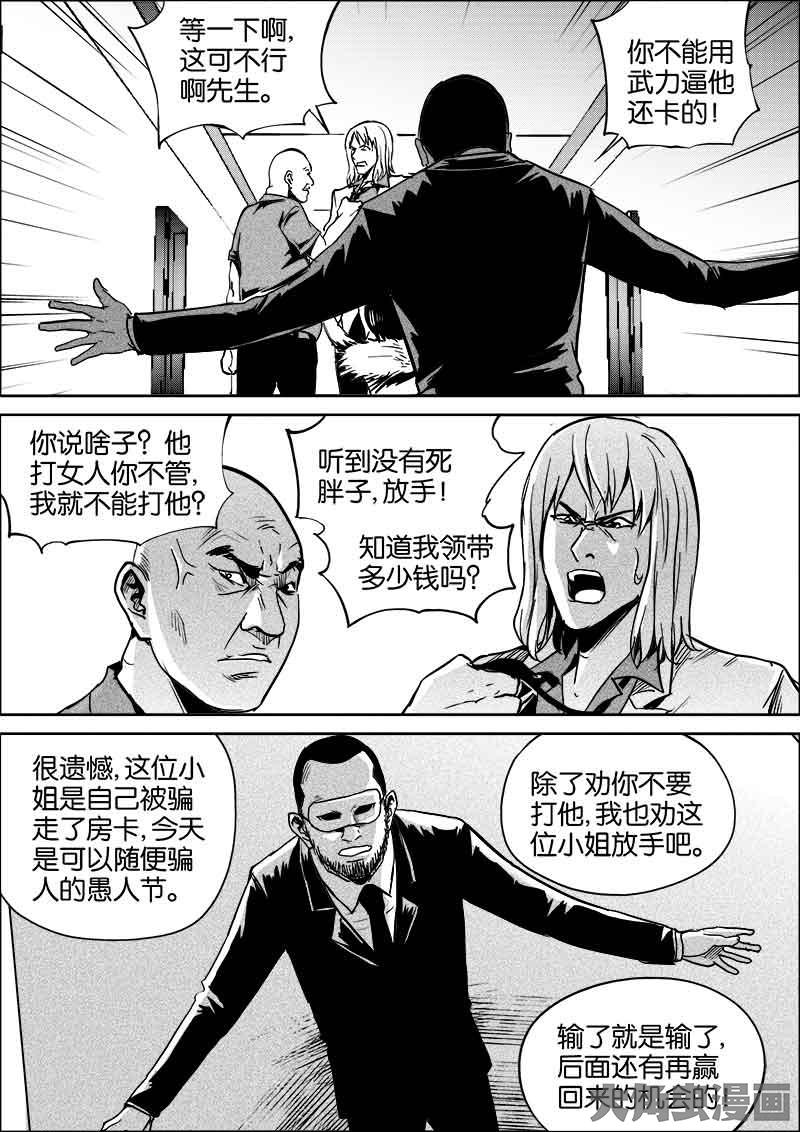 等一下啊，
这可不行
啊先生。
你不能用
武力逼他
还卡的！
你说啥子？他
打女人你不管，
我就不能打他？
听到没有死
胖子，放手！
知道我领带
多少钱吗？
很遗憾，这位小
姐是自己被骗
走了房卡，今天
是可以随便骗
人的愚人节。
除了劝你不要
打他，我也劝这
位小姐放手吧。
输了就是输了，
后面还有再赢
回来的机会的！
大角虫漫画